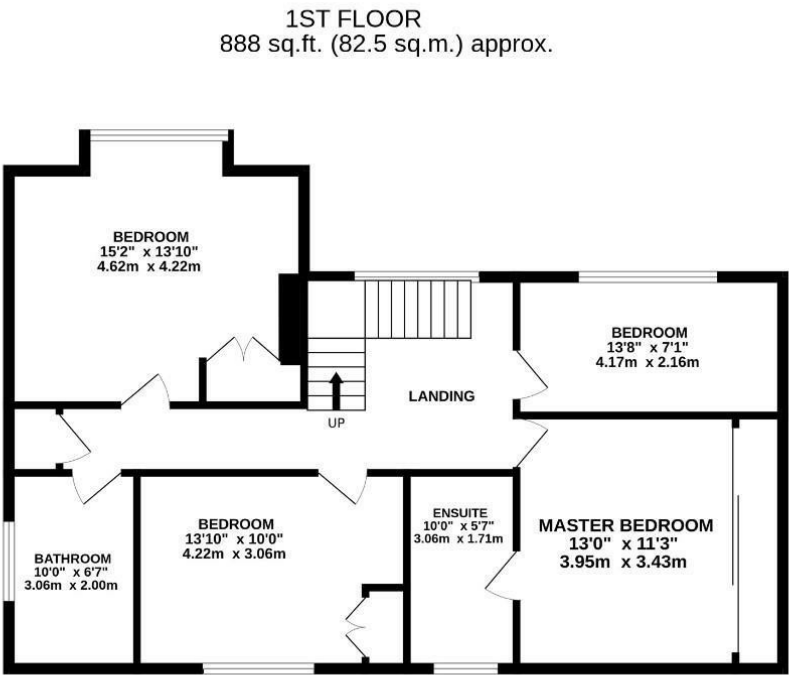 1ST FLOOR
888 sq.ft. (82.5 sq.m.) approx.
BEDROOM
15'2" x 13'10"
4.62m x 4.22m
BEDROOM
13'8" x 7'1"
4.17m x 2.16m
LANDING
UP
BEDROOM
13'10" x 10'0"
4.22m x 3.06m
ENSUITE
10'0" x 5'7"
3.06m x 1.71m
MASTER BEDROOM
13'0" x 11'3"
3.95m x 3.43m
BATHROOM
10'0" x 6'7"
3.06m x 2.00m